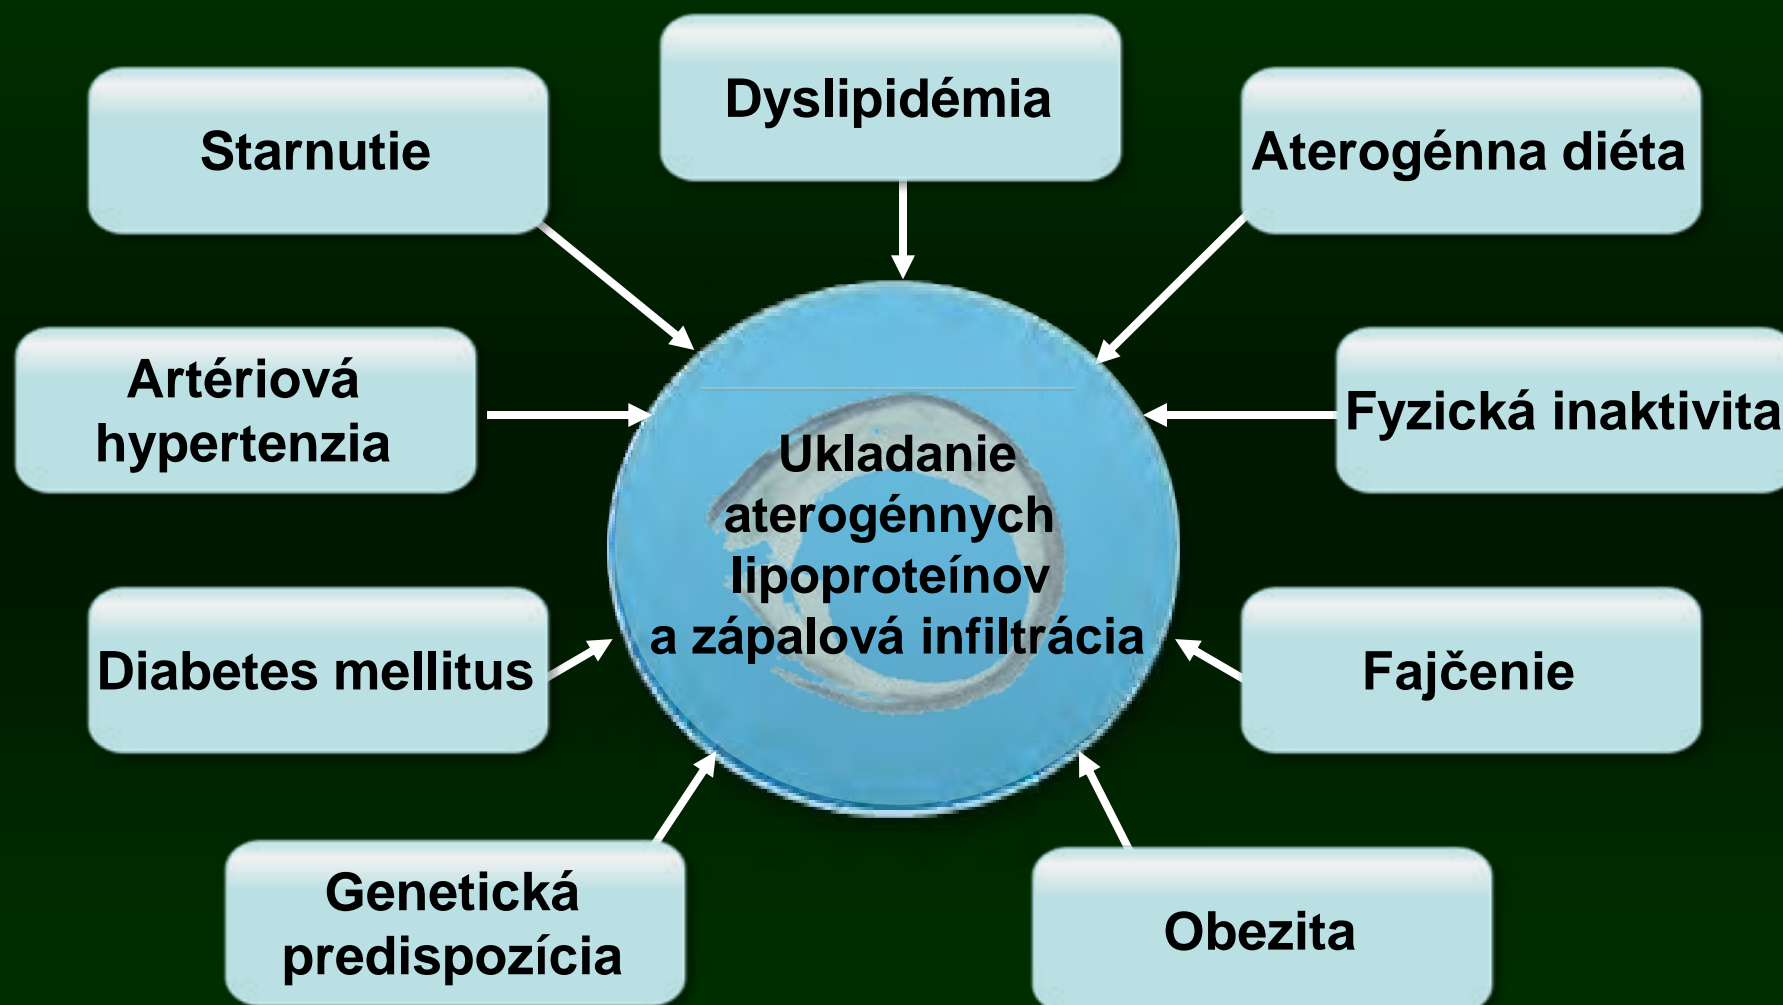 Dyslipidémia
Starnutie
Aterogénna diéta
Artériová
hypertenzia
Fyzická inaktivita
Ukladanie
aterogénnych
lipoproteínov
a zápalová infiltrácia
Diabetes mellitus
Fajčenie
Genetická
predispozícia
Obezita